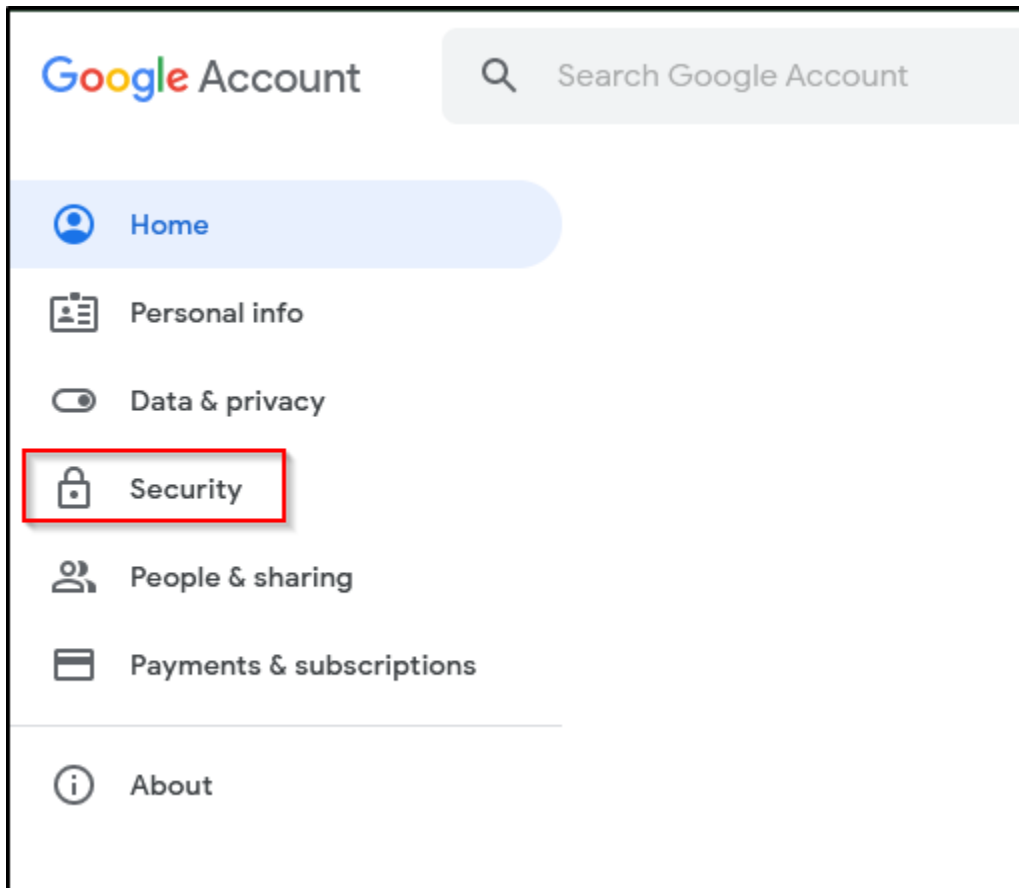 Google Account
Search Google Account
Home
Personal info
Data & privacy
Security
People & sharing
Payments & subscriptions
About